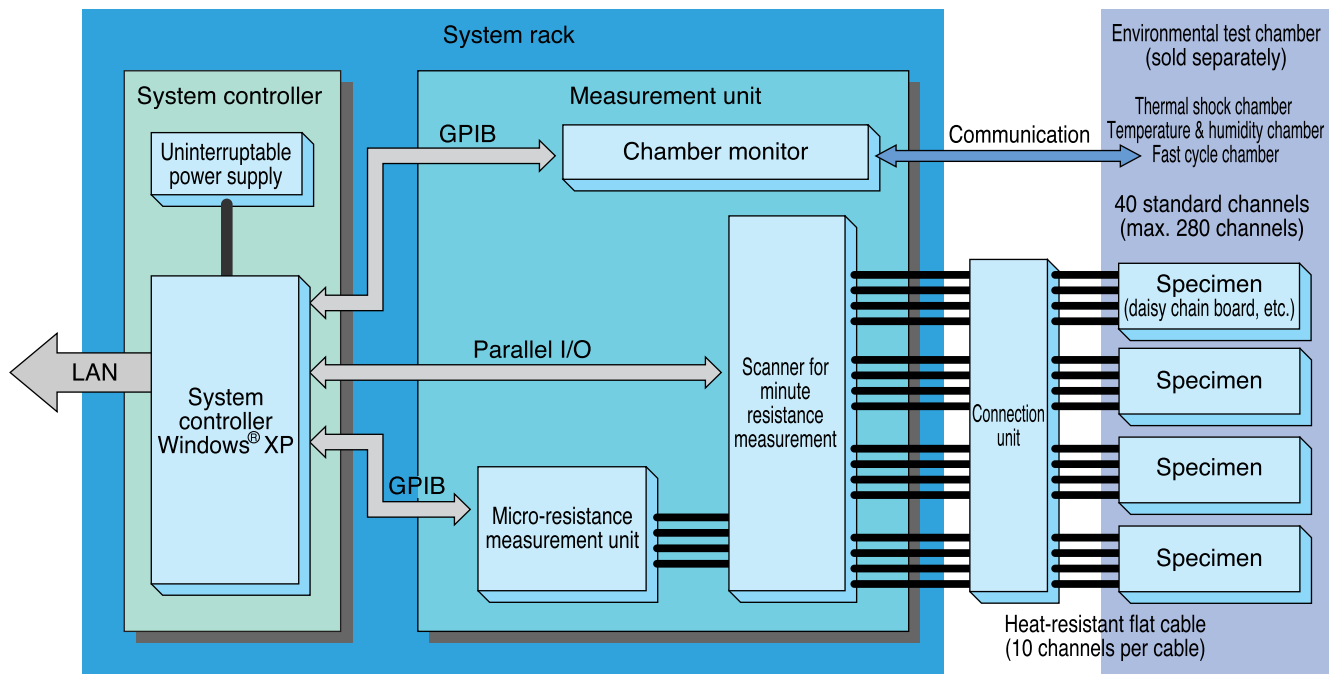 System rack
System controller
Uninterruptable
power supply
System
controller
Windows® XP
LAN
GPIB
Parallel I/O
GPIB
Measurement unit
Chamber monitor
Scanner for
minute
resistance
measurement
Micro-resistance
measurement unit
Communication
Connection
unit
Environmental test chamber
(sold separately)
Thermal shock chamber
Temperature & humidity chamber
Fast cycle chamber
40 standard channels
(max. 280 channels)
Specimen
(daisy chain board, etc.)
Specimen
Specimen
Specimen
Heat-resistant flat cable
(10 channels per cable)